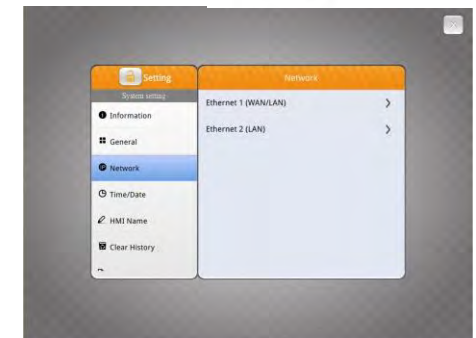 Setting
System setting
Information
General
Network
Time/Date
HMI Name
Clear History
Network
Ethernet 1 (WAN/LAN)
Ethernet 2 (LAN)